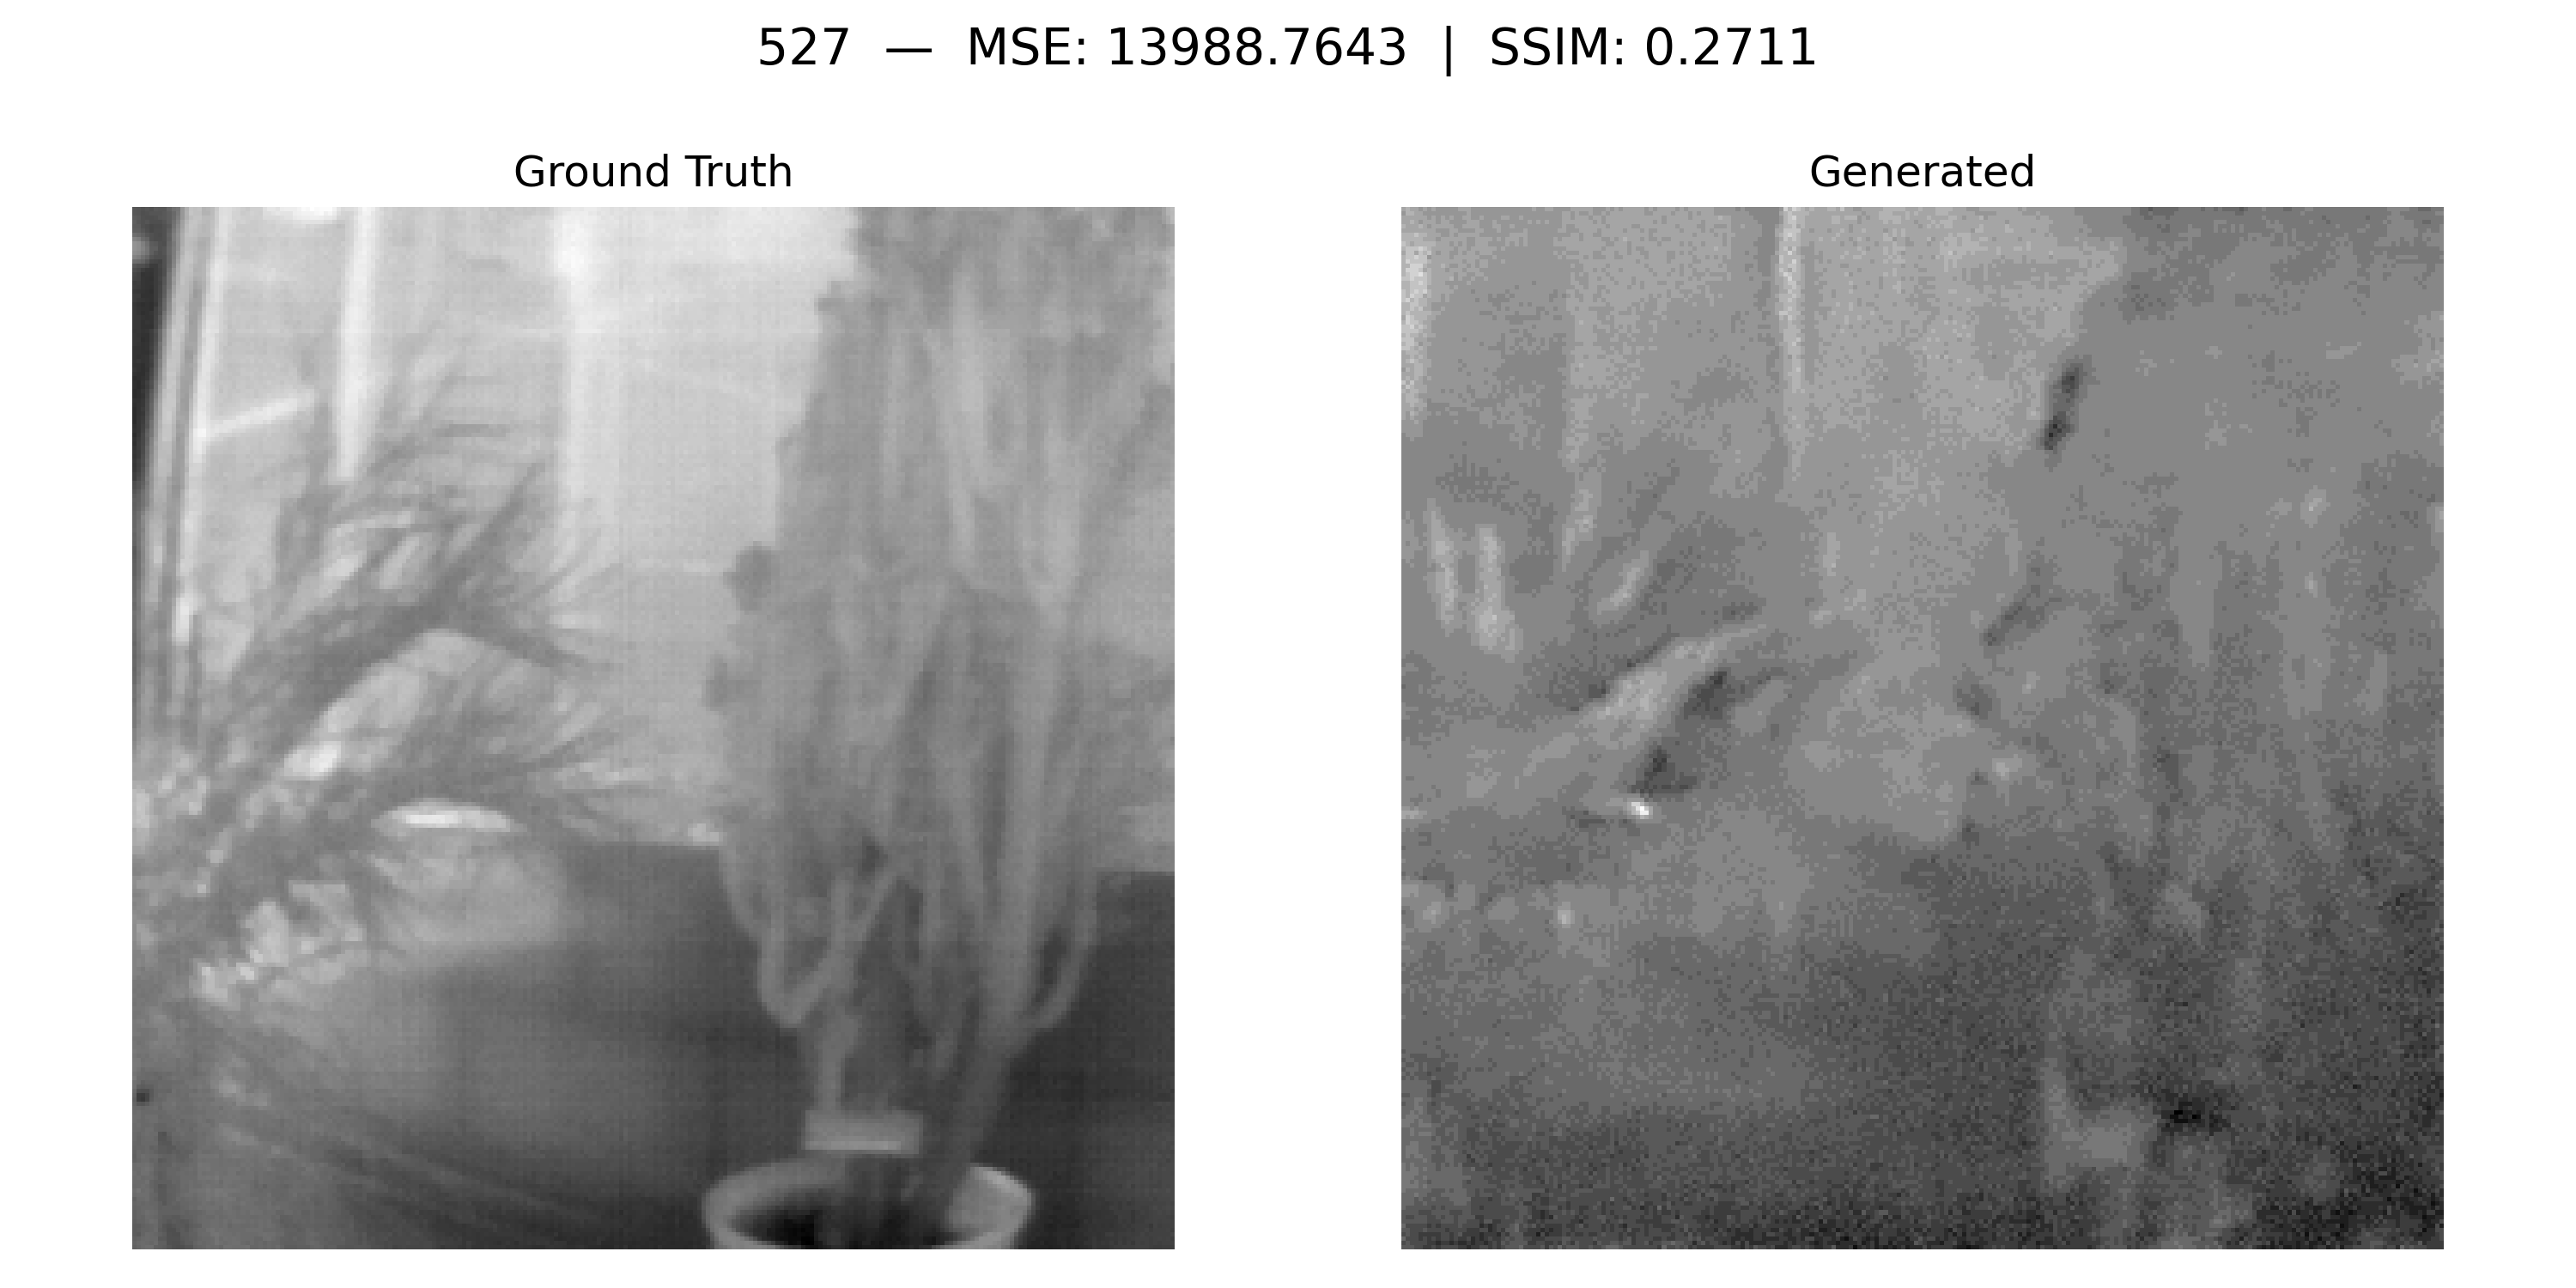 527 — MSE: 13988.7643 | SSIM: 0.2711
Ground Truth
Generated